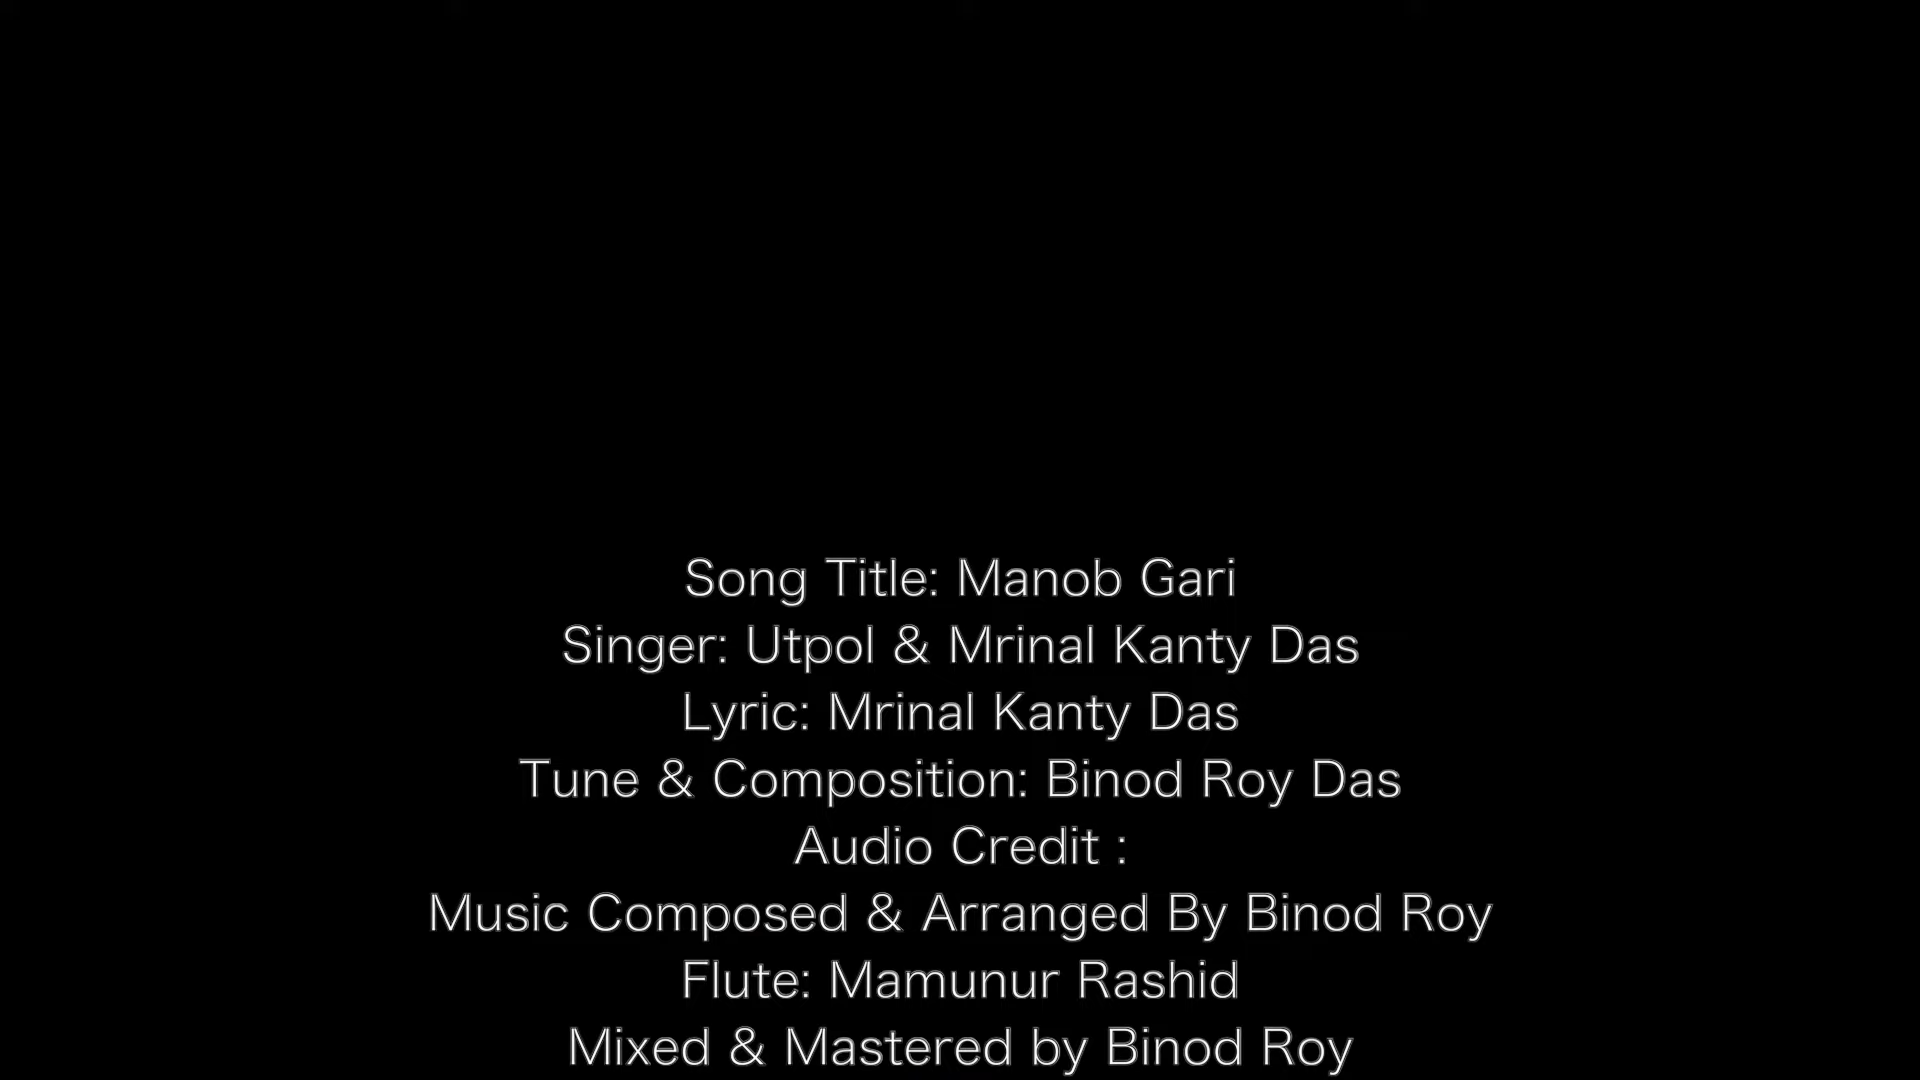 Song Title: Manob Gari
Singer: Utpol & Mrinal Kanty Das
Lyric: Mrinal Kanty Das
Tune & Composition: Binod Roy Das
Audio Credit :
Music Composed & Arranged By Binod Roy
Flute: Mamunur Rashid
Mixed & Mastered by Binod Roy